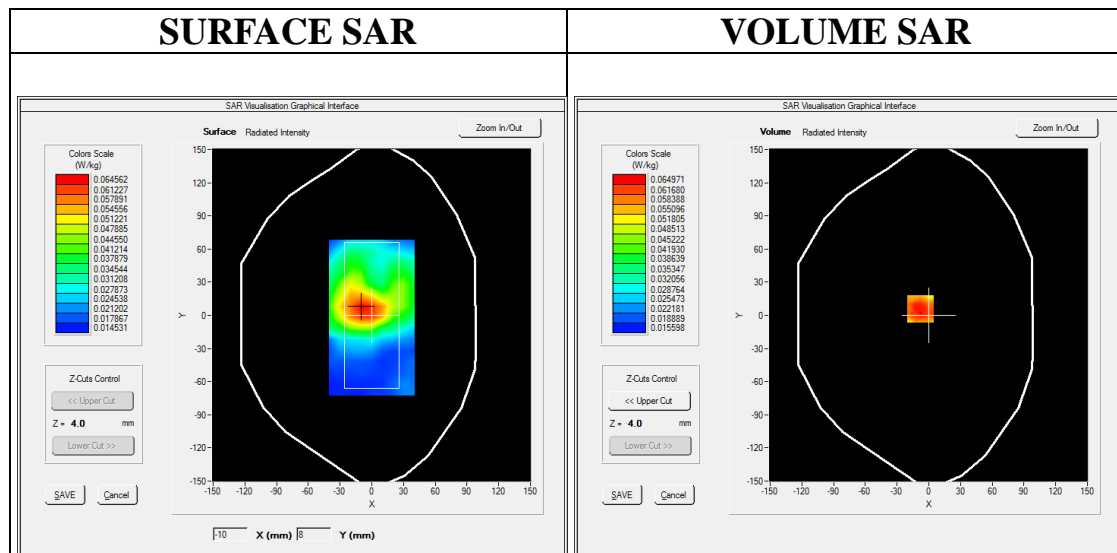 SURFACE SAR
VOLUME SAR
SAR Visualisation Graphical Interface
Surface Radiated Intensity
Zoom In/Out
Colors Scale
(W/kg)
0.064562
0.061227
0.057891
0.054556
0.051221
0.047885
0.044550
0.041214
0.037879
0.034544
0.031208
0.027873
0.024538
0.021202
0.017867
0.014531
Z-Cuts Control
<< Upper Cut
Z = 4.0 mm
Lower Cut >>
SAVE Cancel
150
120
90
60
30
0
-30
-60
-90
-120
-150
Y
-150 -120 -90 -60 -30 0 30 60 90 120 150
X
-10 X (mm) 8 Y (mm)
SAR Visualisation Graphical Interface
Volume Radiated Intensity
Zoom In/Out
Colors Scale
(W/kg)
0.064971
0.061680
0.058388
0.055096
0.051805
0.048513
0.045222
0.041930
0.038639
0.035347
0.032056
0.028764
0.025473
0.022181
0.018889
0.015598
Z-Cuts Control
<< Upper Cut
Z = 4.0 mm
Lower Cut >>
SAVE Cancel
150
120
90
60
30
0
-30
-60
-90
-120
-150
Y
-150 -120 -90 -60 -30 0 30 60 90 120 150
X